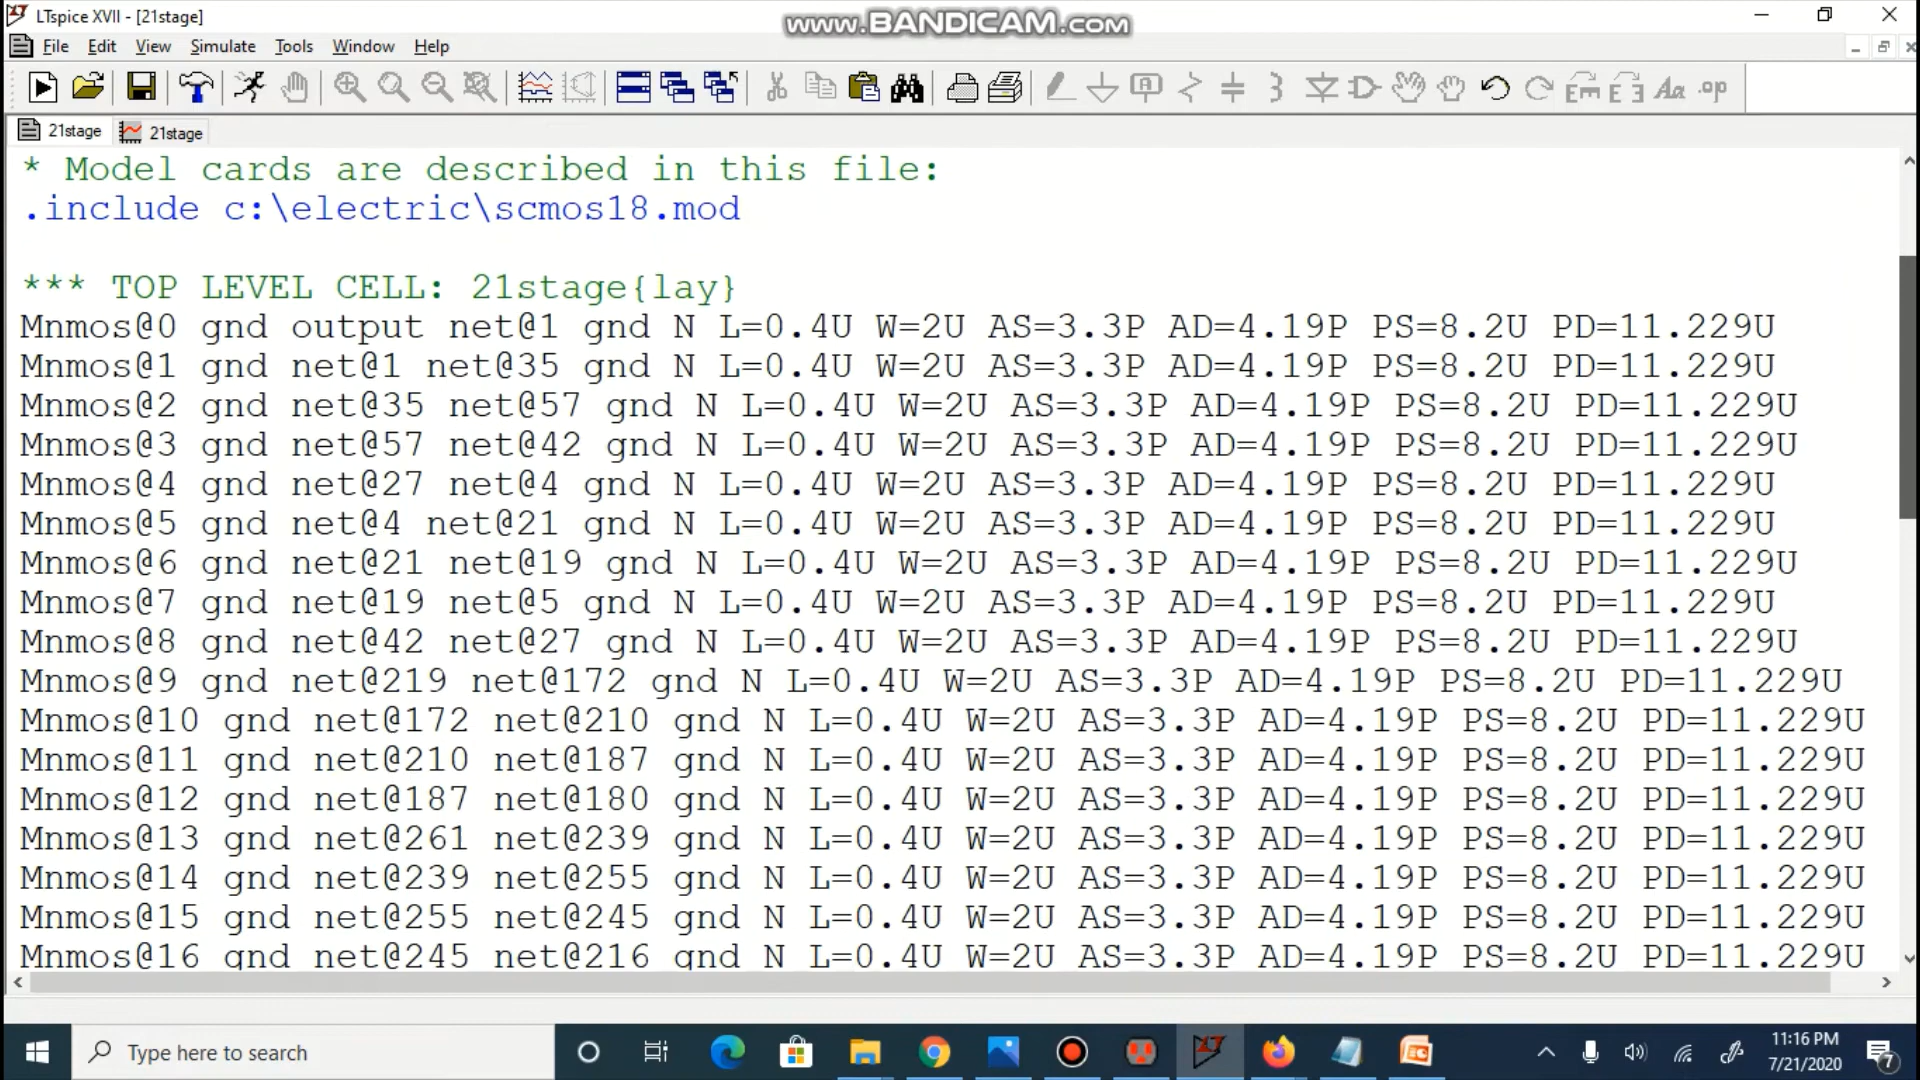 LTspice XVII - [21stage]
www.BANDICAM.com
File Edit View Simulate Tools Window Help
21stage 21stage
* Model cards are described in this file:
.include c:\electric\scmos18.mod
*** TOP LEVEL CELL: 21stage{lay}
Mnmos@0 gnd output net@1 gnd N L=0.4U W=2U AS=3.3P AD=4.19P PS=8.2U PD=11.229U
Mnmos@1 gnd net@1 net@35 gnd N L=0.4U W=2U AS=3.3P AD=4.19P PS=8.2U PD=11.229U
Mnmos@2 gnd net@35 net@57 gnd N L=0.4U W=2U AS=3.3P AD=4.19P PS=8.2U PD=11.229U
Mnmos@3 gnd net@57 net@42 gnd N L=0.4U W=2U AS=3.3P AD=4.19P PS=8.2U PD=11.229U
Mnmos@4 gnd net@27 net@4 gnd N L=0.4U W=2U AS=3.3P AD=4.19P PS=8.2U PD=11.229U
Mnmos@5 gnd net@4 net@21 gnd N L=0.4U W=2U AS=3.3P AD=4.19P PS=8.2U PD=11.229U
Mnmos@6 gnd net@21 net@19 gnd N L=0.4U W=2U AS=3.3P AD=4.19P PS=8.2U PD=11.229U
Mnmos@7 gnd net@19 net@5 gnd N L=0.4U W=2U AS=3.3P AD=4.19P PS=8.2U PD=11.229U
Mnmos@8 gnd net@42 net@27 gnd N L=0.4U W=2U AS=3.3P AD=4.19P PS=8.2U PD=11.229U
Mnmos@9 gnd net@219 net@172 gnd N L=0.4U W=2U AS=3.3P AD=4.19P PS=8.2U PD=11.229U
Mnmos@10 gnd net@172 net@210 gnd N L=0.4U W=2U AS=3.3P AD=4.19P PS=8.2U PD=11.229U
Mnmos@11 gnd net@210 net@187 gnd N L=0.4U W=2U AS=3.3P AD=4.19P PS=8.2U PD=11.229U
Mnmos@12 gnd net@187 net@180 gnd N L=0.4U W=2U AS=3.3P AD=4.19P PS=8.2U PD=11.229U
Mnmos@13 gnd net@261 net@239 gnd N L=0.4U W=2U AS=3.3P AD=4.19P PS=8.2U PD=11.229U
Mnmos@14 gnd net@239 net@255 gnd N L=0.4U W=2U AS=3.3P AD=4.19P PS=8.2U PD=11.229U
Mnmos@15 gnd net@255 net@245 gnd N L=0.4U W=2U AS=3.3P AD=4.19P PS=8.2U PD=11.229U
Mnmos@16 gnd net@245 net@216 gnd N L=0.4U W=2U AS=3.3P AD=4.19P PS=8.2U PD=11.229U
Type here to search
11:16 PM
7/21/2020
7